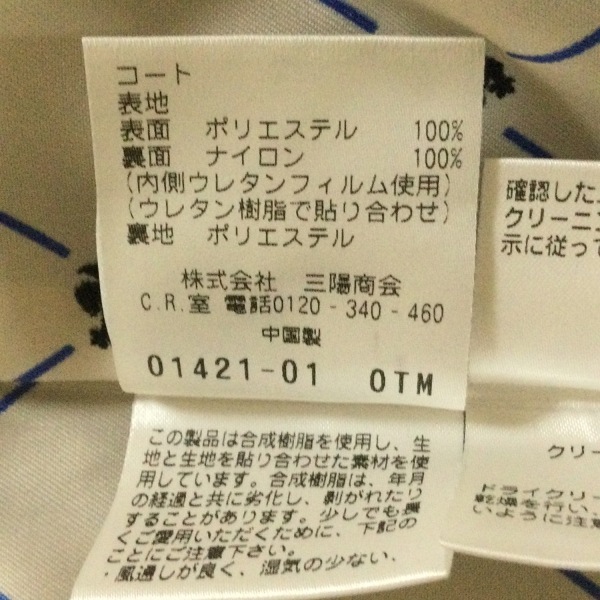 コート
表地
表面 ポリエステル 100%
裏面 ナイロン 100%
(内側ウレタンフィルム使用)
(ウレタン樹脂で貼り合わせ)
裏地 ポリエステル
株式会社 三陽商会
C.R.室 電話0120-340-460
中国製
01421-01 OTM
この製品は合成樹脂を使用し、生
地と生地を貼り合わせた素材を使
用しています。合成樹脂は、年月
の経過と共に劣化し、剥がれたり
することがあります。少しでも長
くご愛用いただくために、下記の
ことにご注意下さい。
・風通しが良く、湿気の少ない、
確認した
クリーニン
示に従って
クリー
ドライクリー
乾燥を行い、
いように注意